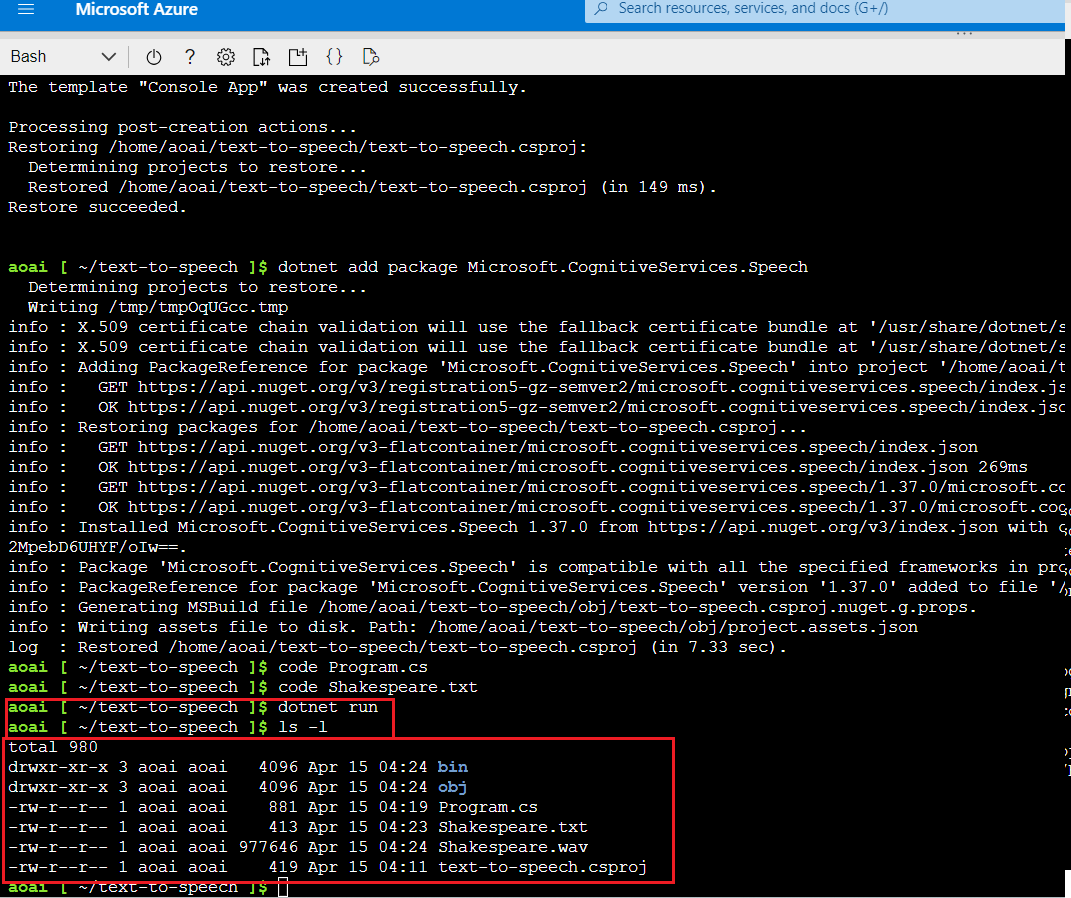 Microsoft Azure
Search resources, services, and docs (G+/)
Bash
The template "Console App" was created successfully.
Processing post-creation actions...
Restoring /home/aoai/text-to-speech/text-to-speech.csproj:
Determining projects to restore...
Restored /home/aoai/text-to-speech/text-to-speech.csproj (in 149 ms).
Restore succeeded.
aoai [ ~/text-to-speech ]$ dotnet add package Microsoft.CognitiveServices.Speech
Determining projects to restore...
Writing /tmp/tmpOqUGcc.tmp
info : X.509 certificate chain validation will use the fallback certificate bundle at '/usr/share/dotnet/s
info : X.509 certificate chain validation will use the fallback certificate bundle at '/usr/share/dotnet/s
info : Adding PackageReference for package 'Microsoft.CognitiveServices.Speech' into project '/home/aoai/t
info :   GET https://api.nuget.org/v3/registration5-gz-semver2/microsoft.cognitiveservices.speech/index.js
info :   OK https://api.nuget.org/v3/registration5-gz-semver2/microsoft.cognitiveservices.speech/index.jso
info : Restoring packages for /home/aoai/text-to-speech/text-to-speech.csproj...
info :   GET https://api.nuget.org/v3-flatcontainer/microsoft.cognitiveservices.speech/index.json
info :   OK https://api.nuget.org/v3-flatcontainer/microsoft.cognitiveservices.speech/index.json 269ms
info :   GET https://api.nuget.org/v3-flatcontainer/microsoft.cognitiveservices.speech/1.37.0/microsoft.co
info :   OK https://api.nuget.org/v3-flatcontainer/microsoft.cognitiveservices.speech/1.37.0/microsoft.cog
info : Installed Microsoft.CognitiveServices.Speech 1.37.0 from https://api.nuget.org/v3/index.json with c
2MpebD6UHYF/oIw==.
info : Package 'Microsoft.CognitiveServices.Speech' is compatible with all the specified frameworks in pro
info : PackageReference for package 'Microsoft.CognitiveServices.Speech' version '1.37.0' added to file '/
info : Generating MSBuild file /home/aoai/text-to-speech/obj/text-to-speech.csproj.nuget.g.props.
info : Writing assets file to disk. Path: /home/aoai/text-to-speech/obj/project.assets.json
log  : Restored /home/aoai/text-to-speech/text-to-speech.csproj (in 7.33 sec).
aoai [ ~/text-to-speech ]$ code Program.cs
aoai [ ~/text-to-speech ]$ code Shakespeare.txt
aoai [ ~/text-to-speech ]$ dotnet run
aoai [ ~/text-to-speech ]$ ls -l
total 980
drwxr-xr-x 3 aoai aoai   4096 Apr 15 04:24 bin
drwxr-xr-x 3 aoai aoai   4096 Apr 15 04:24 obj
-rw-r--r-- 1 aoai aoai    881 Apr 15 04:19 Program.cs
-rw-r--r-- 1 aoai aoai    413 Apr 15 04:23 Shakespeare.txt
-rw-r--r-- 1 aoai aoai 977646 Apr 15 04:24 Shakespeare.wav
-rw-r--r-- 1 aoai aoai    419 Apr 15 04:11 text-to-speech.csproj
aoai [ ~/text-to-speech ]$